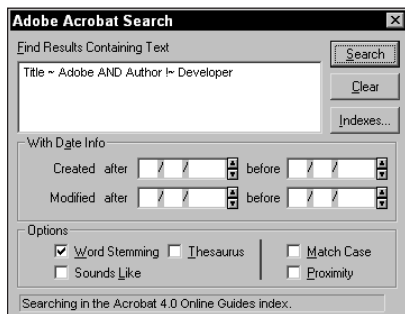 Adobe Acrobat Search
Find Results Containing Text
Title ~ Adobe AND Author !~ Developer
Search
Clear
Indexes...
With Date Info
Created after / / before / /
Modified after / / before / /
Options
Word Stemming Thesaurus Match Case
Sounds Like Proximity
Searching in the Acrobat 4.0 Online Guides index.